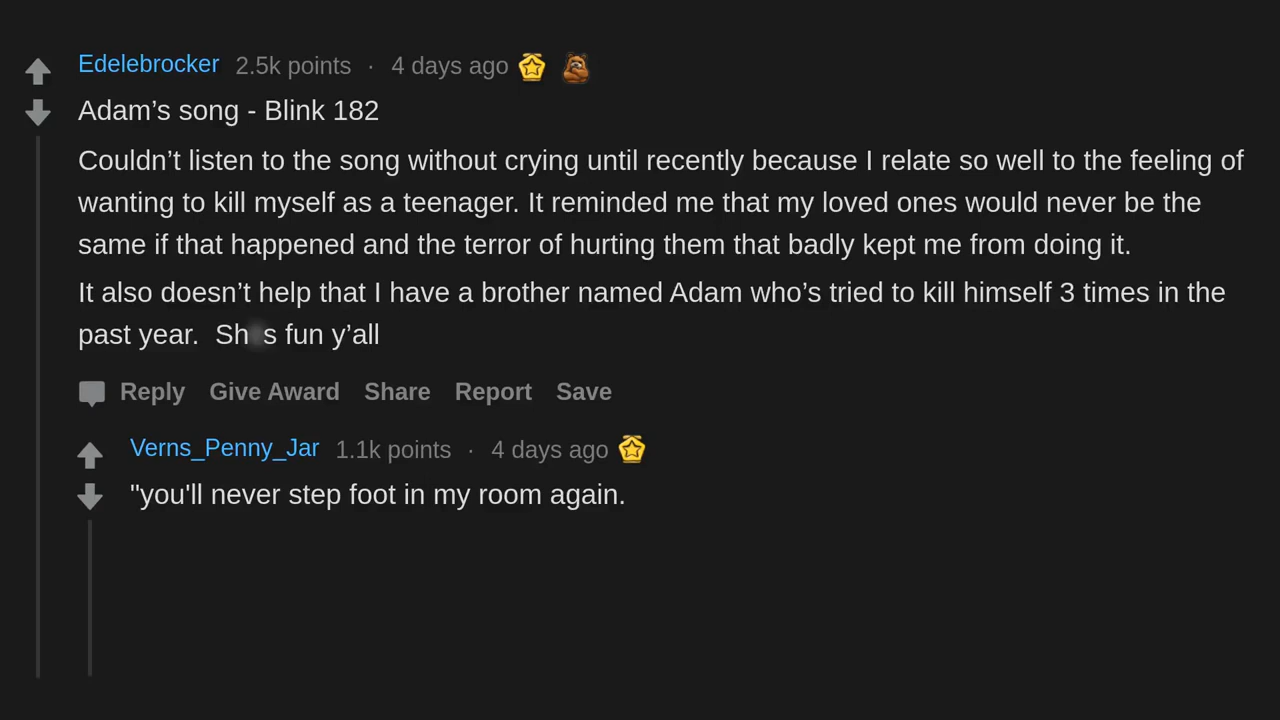 Edelebrocker 2.5k points · 4 days ago
Adam’s song - Blink 182
Couldn’t listen to the song without crying until recently because I relate so well to the feeling of
wanting to kill myself as a teenager. It reminded me that my loved ones would never be the
same if that happened and the terror of hurting them that badly kept me from doing it.
It also doesn’t help that I have a brother named Adam who’s tried to kill himself 3 times in the
past year. fun y’all
Reply Give Award Share Report Save
Verns_Penny_Jar 1.1k points · 4 days ago
"you'll never step foot in my room again.